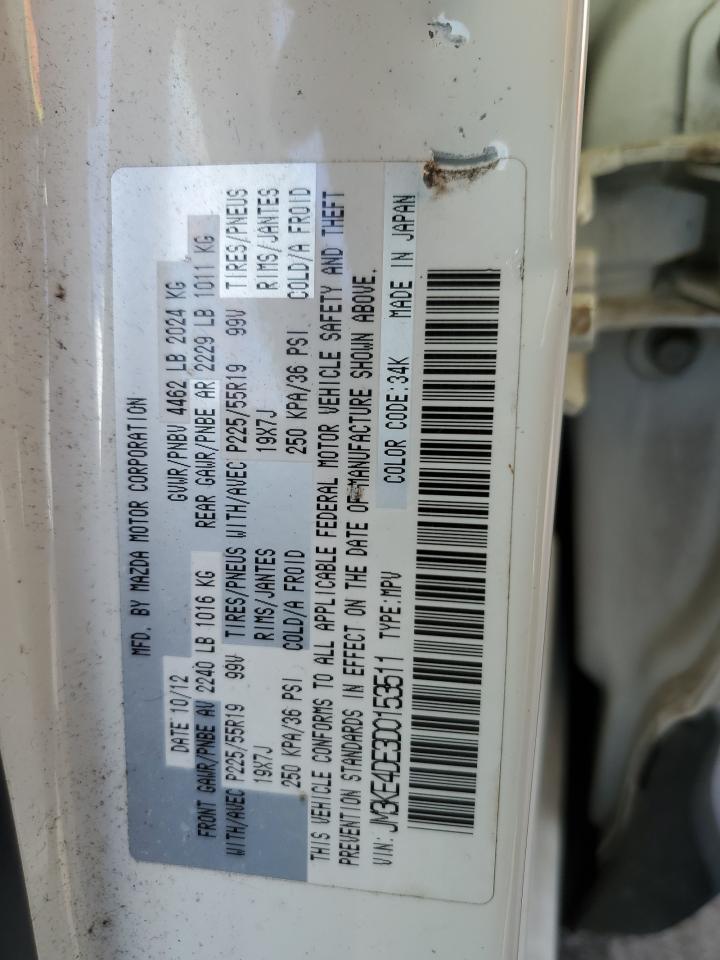 MFD. BY MAZDA MOTOR CORPORATION
DATE 10/12 GVWR/PNBV 4462 LB 2024 KG
FRONT GAWR/PNBE AV 2240 LB 1016 KG REAR GAWR/PNBE AR 2229 LB 1011 KG
WITH/AVEC P225/55R19 99V TIRES/PNEUS WITH/AVEC P225/55R19 99V TIRES/PNEUS
19X7J RIMS/JANTES 19X7J RIMS/JANTES
250 KPA/36 PSI COLD/A FROID 250 KPA/36 PSI COLD/A FROID
THIS VEHICLE CONFORMS TO ALL APPLICABLE FEDERAL MOTOR VEHICLE SAFETY AND THEFT
PREVENTION STANDARDS IN EFFECT ON THE DATE OF MANUFACTURE SHOWN ABOVE.
VIN: JM3KE4DE3D0153511 TYPE:MPV COLOR CODE:34K MADE IN JAPAN